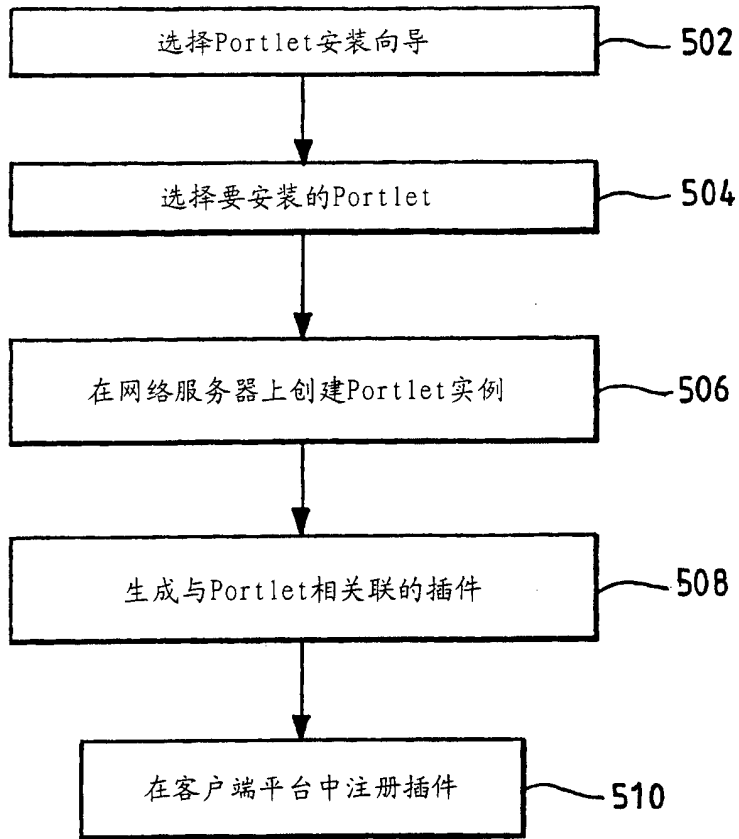 选择Portlet安装向导
502
选择要安装的Portlet
504
在网络服务器上创建Portlet实例
506
生成与Portlet相关联的插件
508
在客户端平台中注册插件
510